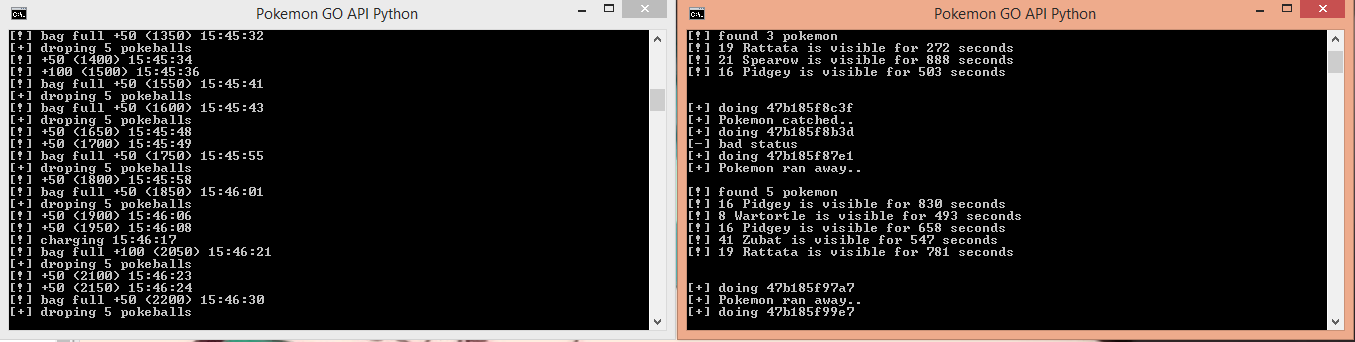 Pokemon GO API Python
[!] bag full +50 (1350) 15:45:32
[+] droping 5 pokeballs
[!] +50 (1400) 15:45:34
[!] +100 (1500) 15:45:36
[!] bag full +50 (1550) 15:45:41
[+] droping 5 pokeballs
[!] bag full +50 (1600) 15:45:43
[+] droping 5 pokeballs
[!] +50 (1650) 15:45:48
[!] +50 (1700) 15:45:49
[!] bag full +50 (1750) 15:45:55
[+] droping 5 pokeballs
[!] +50 (1800) 15:45:58
[!] bag full +50 (1850) 15:46:01
[+] droping 5 pokeballs
[!] +50 (1900) 15:46:06
[!] +50 (1950) 15:46:08
[!] charging 15:46:17
[!] bag full +100 (2050) 15:46:21
[+] droping 5 pokeballs
[!] +50 (2100) 15:46:23
[!] +50 (2150) 15:46:24
[!] bag full +50 (2200) 15:46:30
[+] droping 5 pokeballs
Pokemon GO API Python
[!] found 3 pokemon
[!] 19 Rattata is visible for 272 seconds
[!] 21 Spearow is visible for 888 seconds
[!] 16 Pidgey is visible for 503 seconds
[+] doing 47b185f8c3f
[+] Pokemon catched..
[+] doing 47b185f8b3d
[-] bad status
[+] doing 47b185f87e1
[+] Pokemon ran away..
[!] found 5 pokemon
[!] 16 Pidgey is visible for 830 seconds
[!] 8 Wartortle is visible for 493 seconds
[!] 16 Pidgey is visible for 658 seconds
[!] 41 Zubat is visible for 547 seconds
[!] 19 Rattata is visible for 781 seconds
[+] doing 47b185f97a7
[+] Pokemon ran away..
[+] doing 47b185f99e7